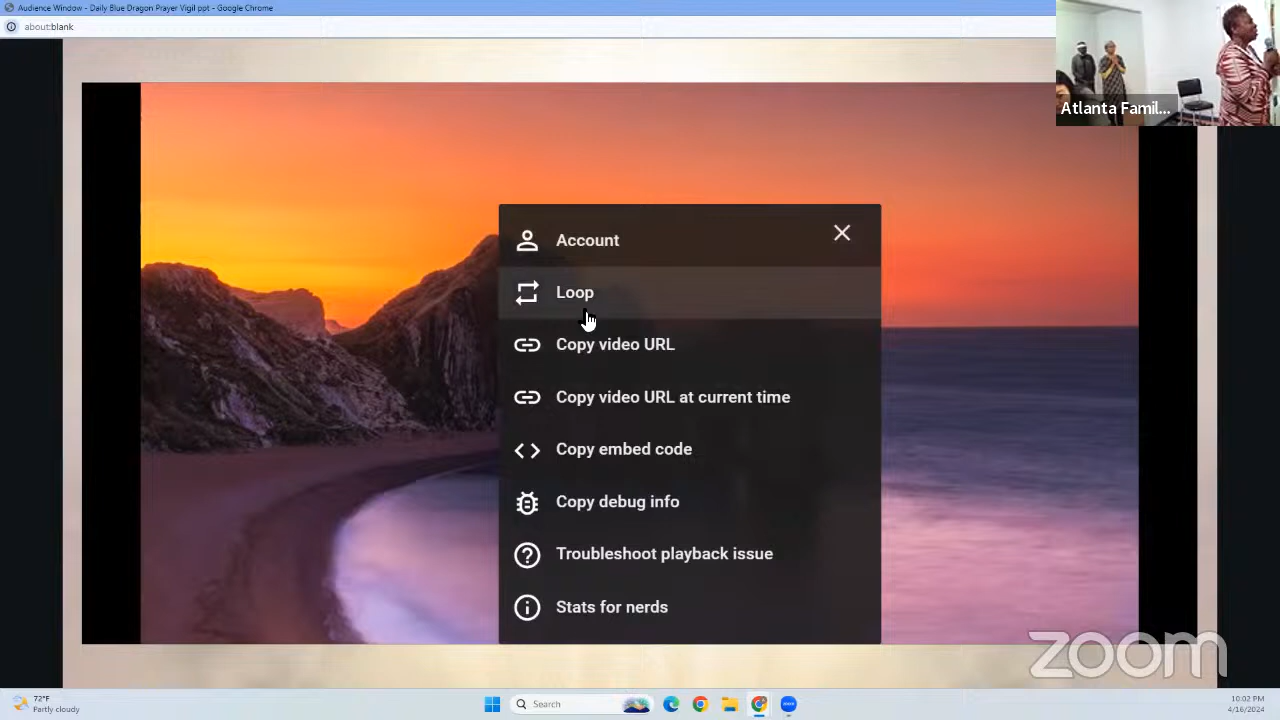 Audience Window - Daily Blue Dragon Prayer Vigil ppt - Google Chrome
about:blank
Atlanta Famil...
Account
Loop
Copy video URL
Copy video URL at current time
Copy embed code
Copy debug info
Troubleshoot playback issue
Stats for nerds
zoom
72°F
Partly cloudy
Search
zoom
10:02 PM
4/16/2024